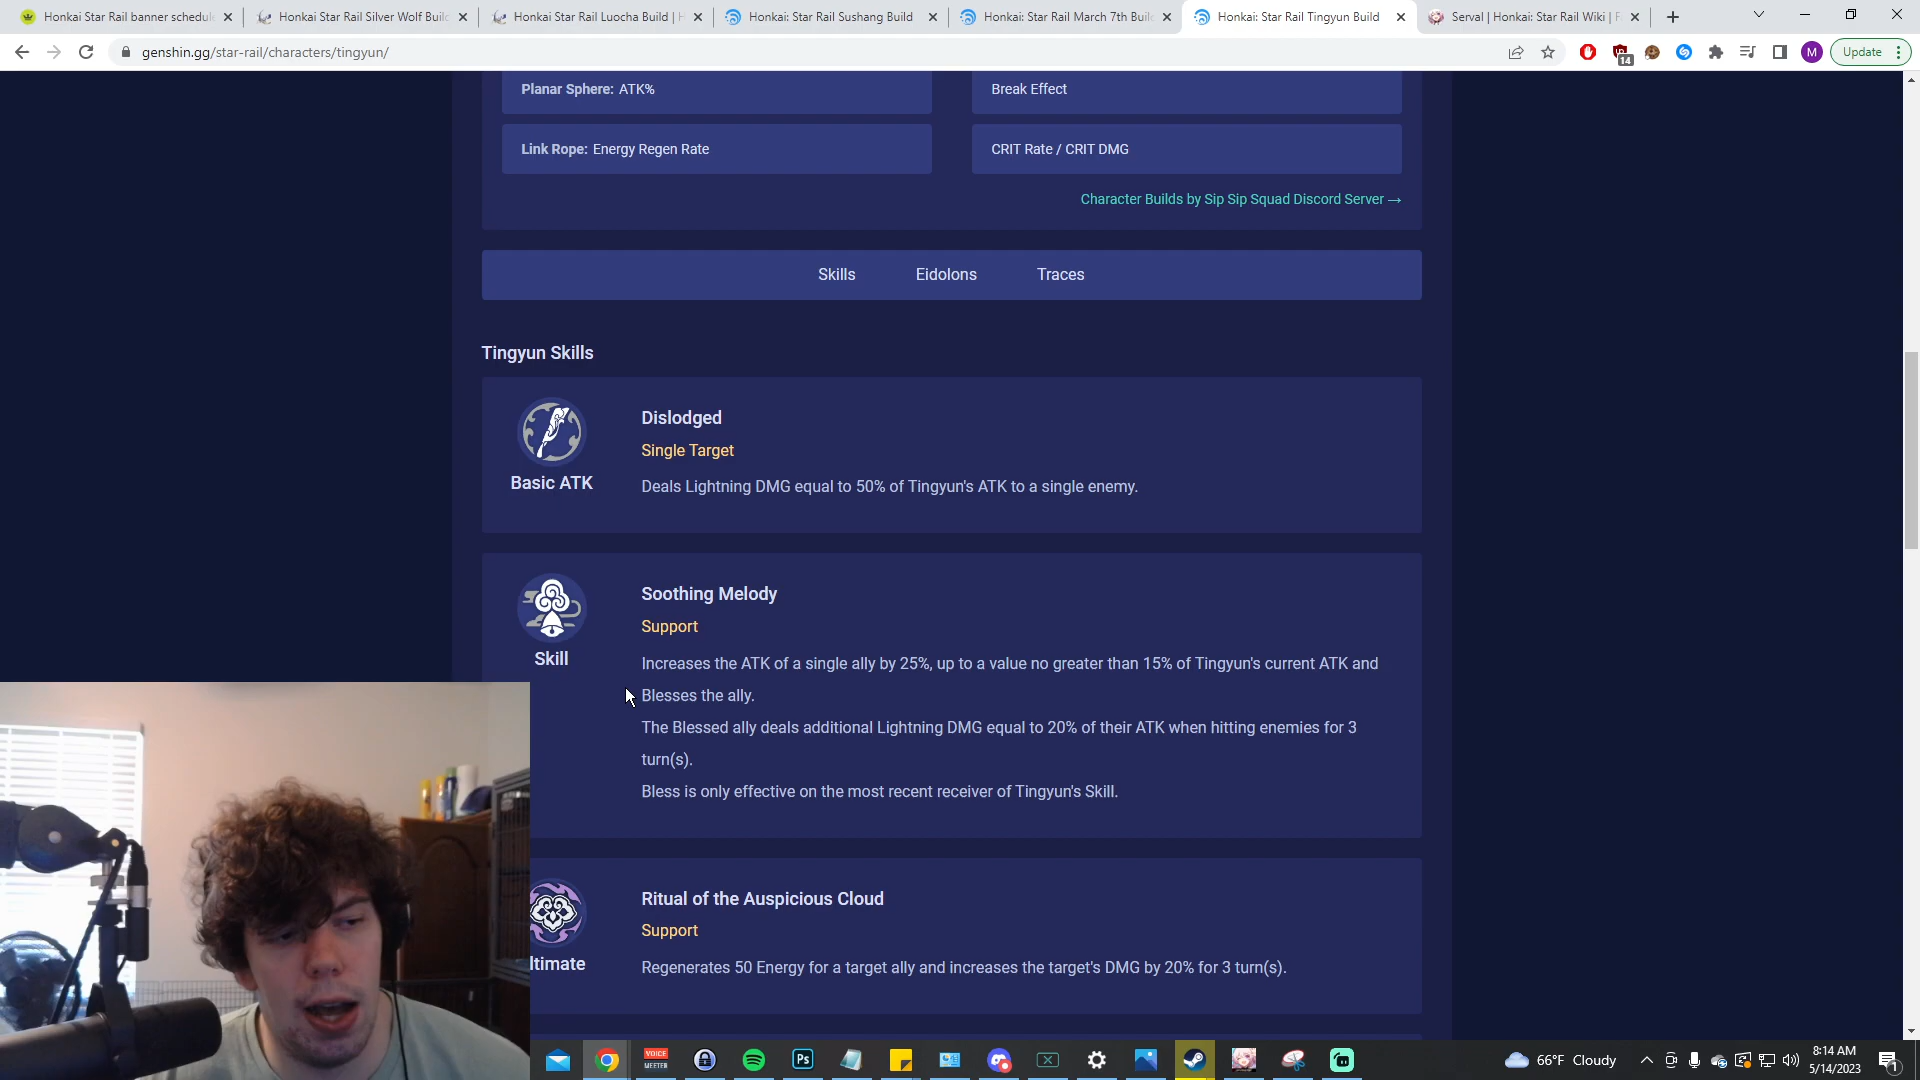 Honkai Star Rail banner schedule
Honkai Star Rail Silver Wolf Build
Honkai Star Rail Luocha Build | H
Honkai: Star Rail Sushang Build
Honkai: Star Rail March 7th Build
Honkai: Star Rail Tingyun Build
Serval | Honkai: Star Rail Wiki | F
genshin.gg/star-rail/characters/tingyun/
14
M
Update
Planar Sphere: ATK%
Break Effect
Link Rope: Energy Regen Rate
CRIT Rate / CRIT DMG
Character Builds by Sip Sip Squad Discord Server →
Skills
Eidolons
Traces
Tingyun Skills
Basic ATK
Dislodged
Single Target
Deals Lightning DMG equal to 50% of Tingyun's ATK to a single enemy.
Skill
Soothing Melody
Support
Increases the ATK of a single ally by 25%, up to a value no greater than 15% of Tingyun's current ATK and
Blesses the ally.
The Blessed ally deals additional Lightning DMG equal to 20% of their ATK when hitting enemies for 3
turn(s).
Bless is only effective on the most recent receiver of Tingyun's Skill.
ltimate
Ritual of the Auspicious Cloud
Support
Regenerates 50 Energy for a target ally and increases the target's DMG by 20% for 3 turn(s).
VOICE
MEETER
Ps
66°F Cloudy
8:14 AM
5/14/2023
1